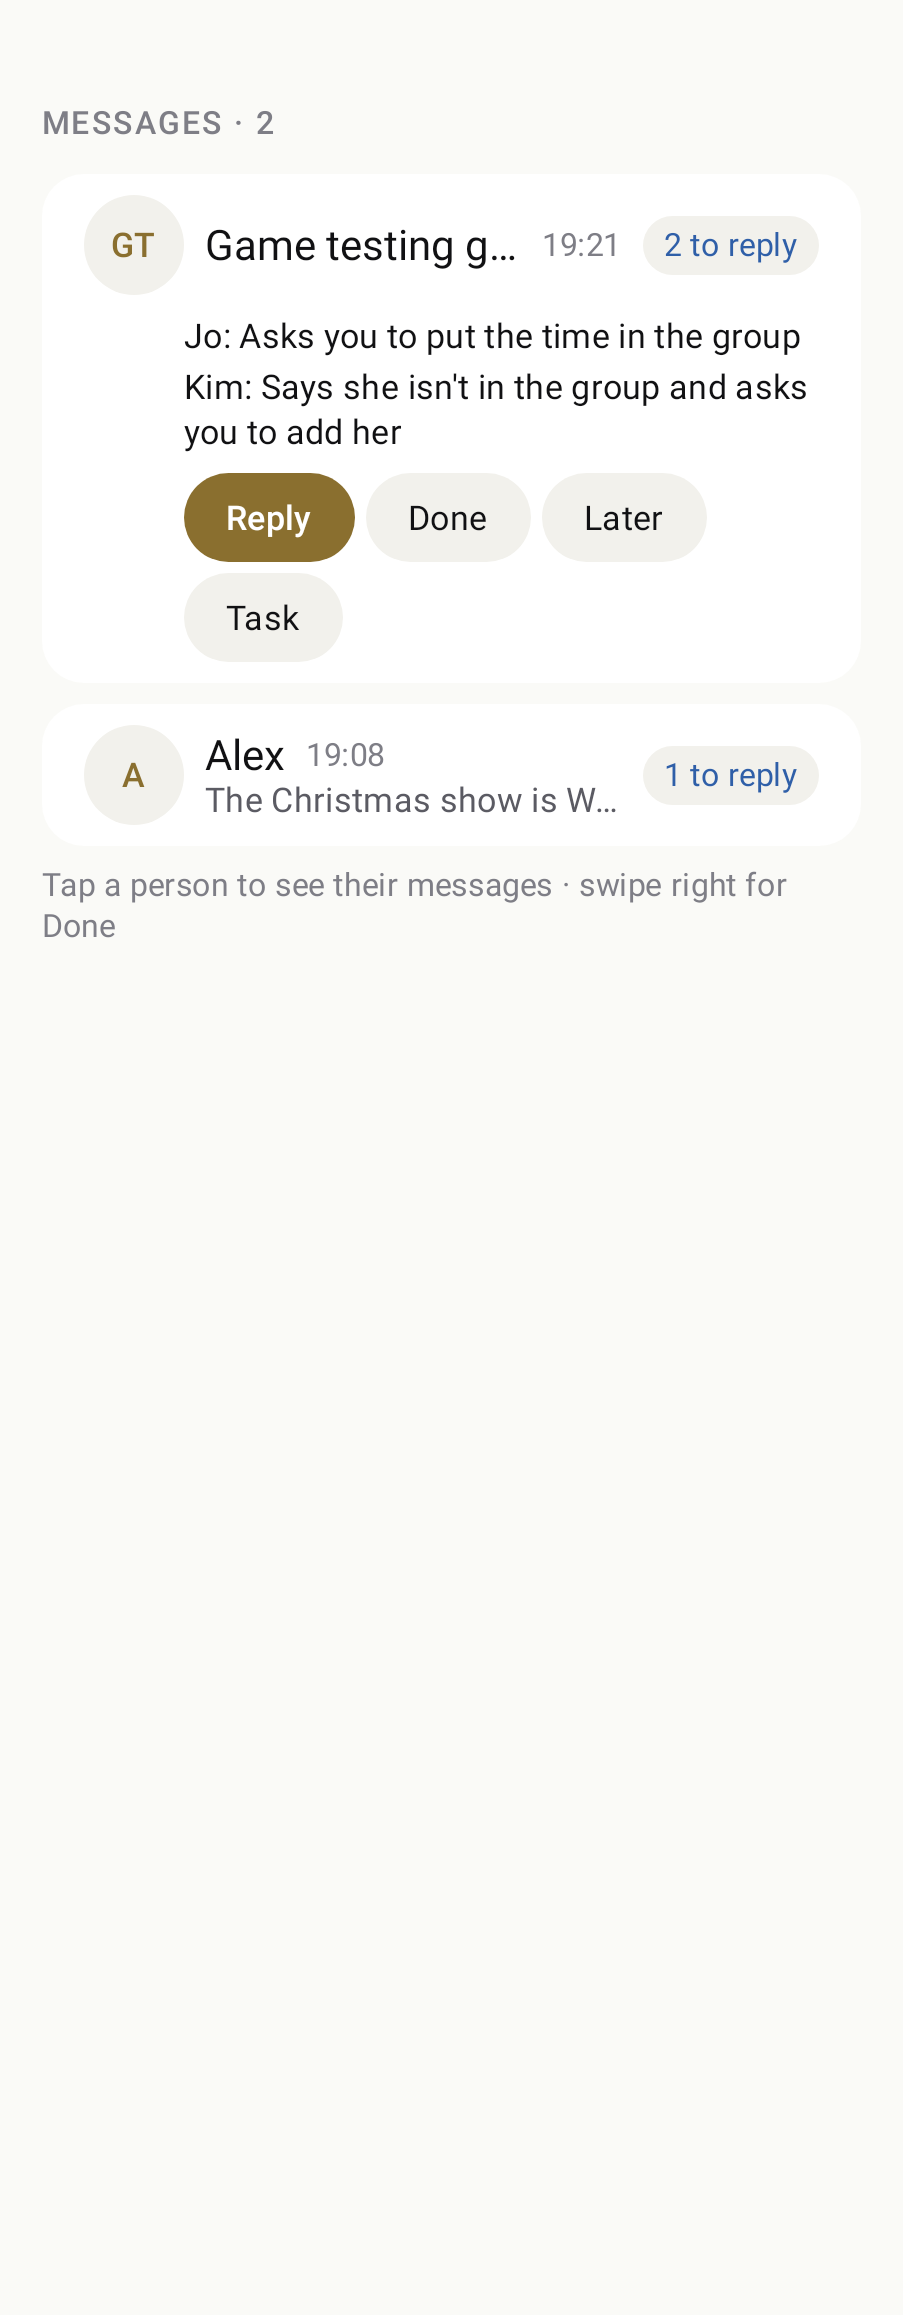 MESSAGES · 2
GT
Game testing g...
19:21
2 to reply
Jo: Asks you to put the time in the group
Kim: Says she isn't in the group and asks
you to add her
Reply
Done
Later
Task
A
Alex
19:08
The Christmas show is W...
1 to reply
Tap a person to see their messages · swipe right for
Done